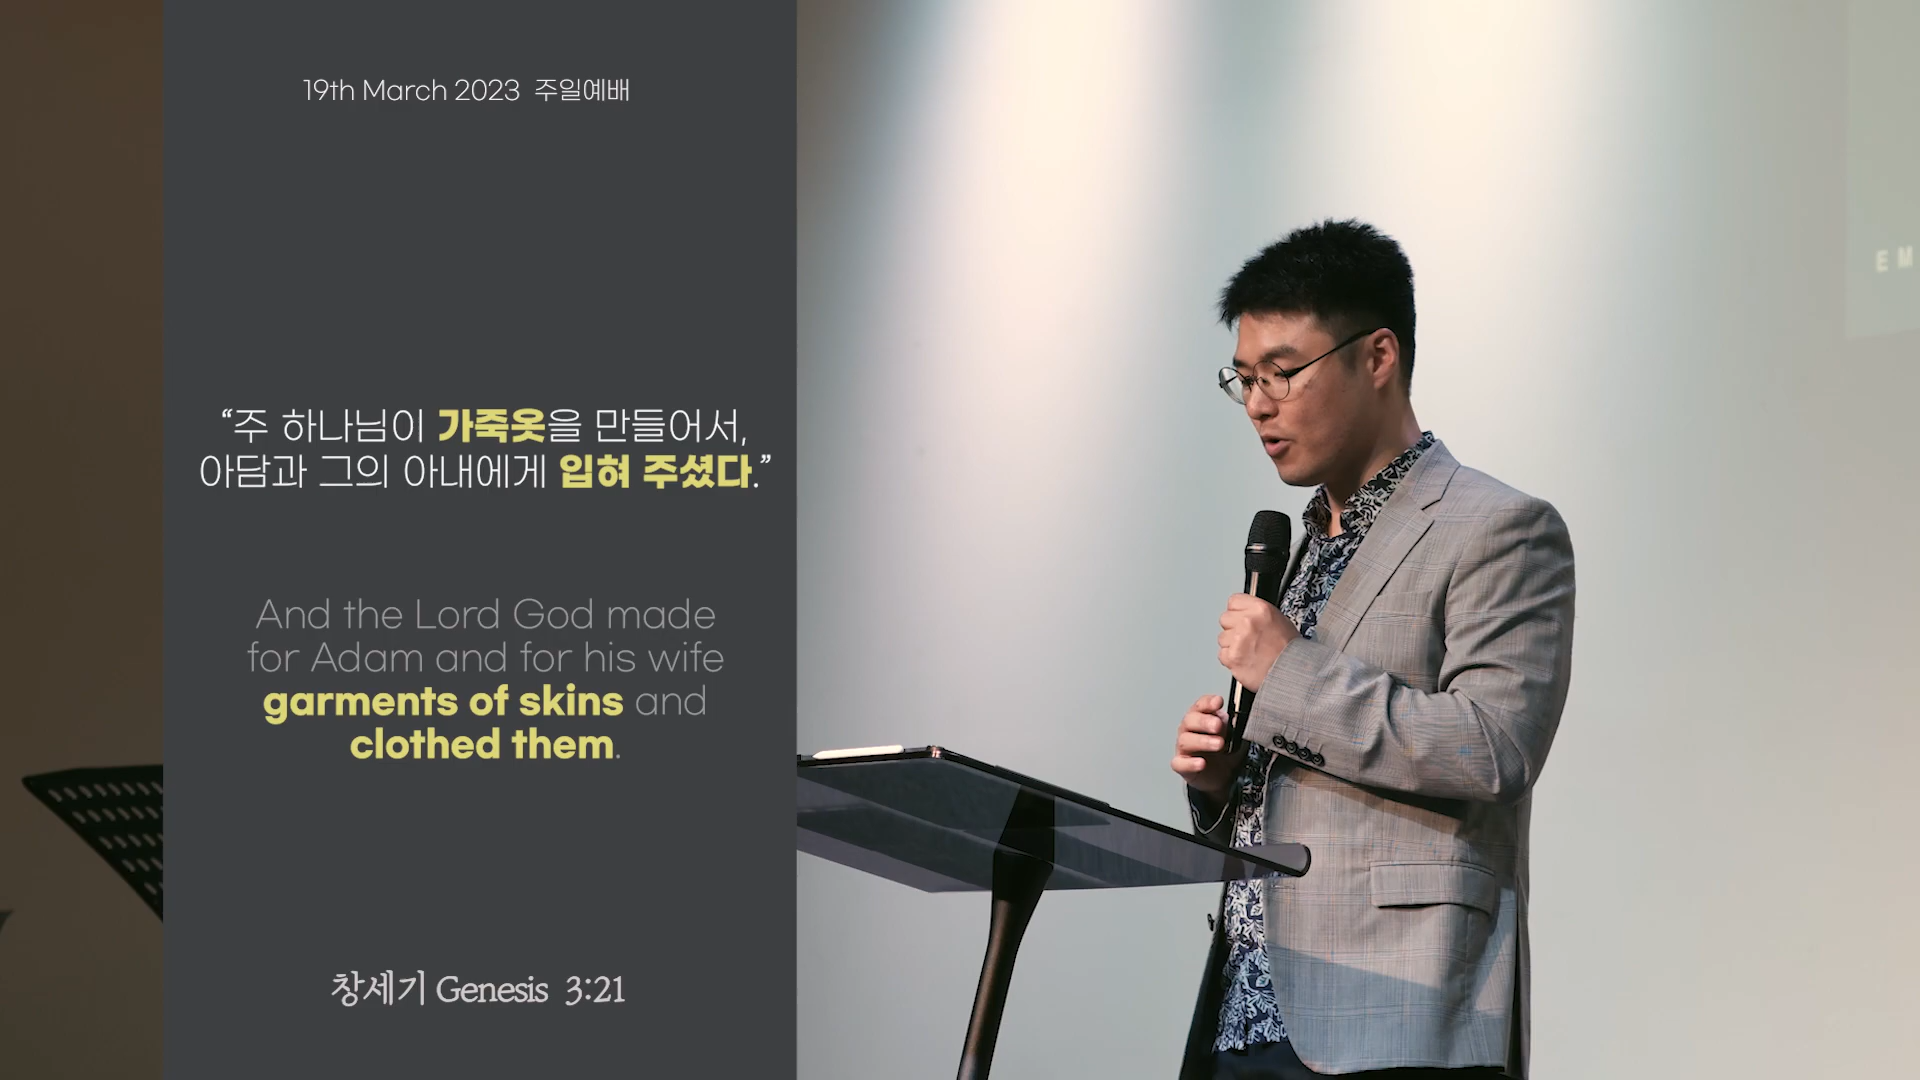 19th March 2023 주일예배
“주 하나님이 가죽옷을 만들어서,
아담과 그의 아내에게 입혀 주셨다.”
And the Lord God made
for Adam and for his wife
garments of skins and
clothed them.
창세기 Genesis 3:21
EM